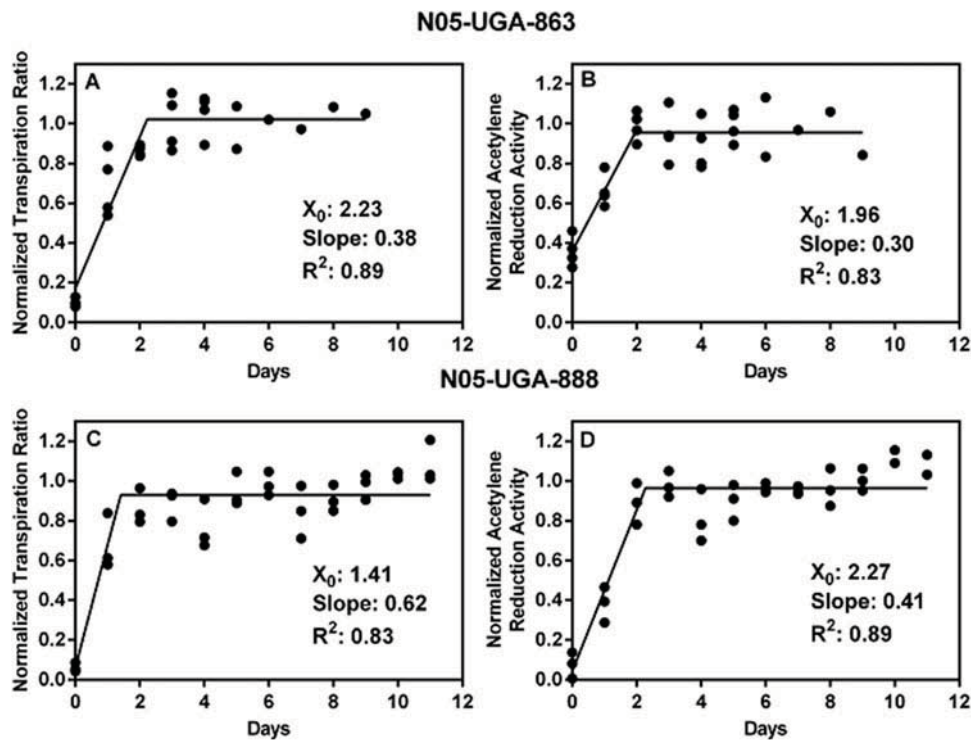 N05-UGA-863
A
Normalized Transpiration Ratio
1.2
1.0
0.8
0.6
0.4
0.2
0.0
X₀: 2.23
Slope: 0.38
R²: 0.89
0 2 4 6 8 10 12
Days
B
Normalized Acetylene
Reduction Activity
1.2
1.0
0.8
0.6
0.4
0.2
0.0
X₀: 1.96
Slope: 0.30
R²: 0.83
0 2 4 6 8 10 12
Days
N05-UGA-888
C
Normalized Transpiration Ratio
1.2
1.0
0.8
0.6
0.4
0.2
0.0
X₀: 1.41
Slope: 0.62
R²: 0.83
0 2 4 6 8 10 12
Days
D
Normalized Acetylene
Reduction Activity
1.2
1.0
0.8
0.6
0.4
0.2
0.0
X₀: 2.27
Slope: 0.41
R²: 0.89
0 2 4 6 8 10 12
Days